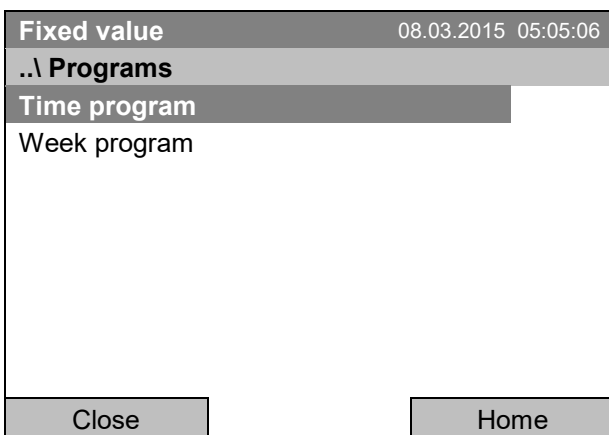 Fixed value 08.03.2015 05:05:06
..\ Programs
Time program
Week program
Close Home